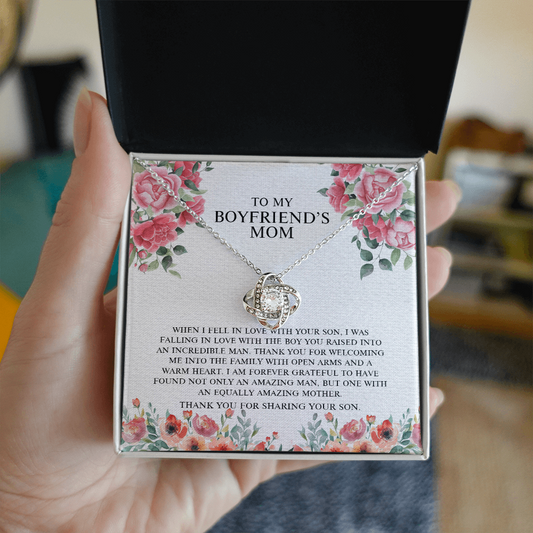 TO MY
BOYFRIEND'S
MOM
WHEN I FELL IN LOVE WITH YOUR SON, I WAS
FALLING IN LOVE WITH THE BOY YOU RAISED INTO
AN INCREDIBLE MAN. THANK YOU FOR WELCOMING
ME INTO THE FAMILY WITH OPEN ARMS AND A
WARM HEART. I AM FOREVER GRATEFUL TO HAVE
FOUND NOT ONLY AN AMAZING MAN, BUT ONE WITH
AN EQUALLY AMAZING MOTHER.
THANK YOU FOR SHARING YOUR SON.